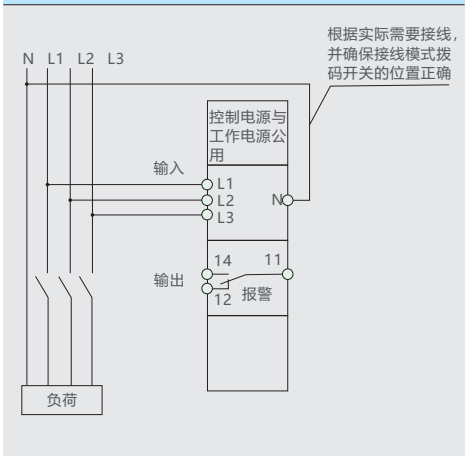 根据实际需要接线，
并确保接线模式拨
码开关的位置正确
N L1 L2 L3
控制电源与
工作电源公
用
输入
L1
L2 N
L3
14 11
输出
12 报警
负荷